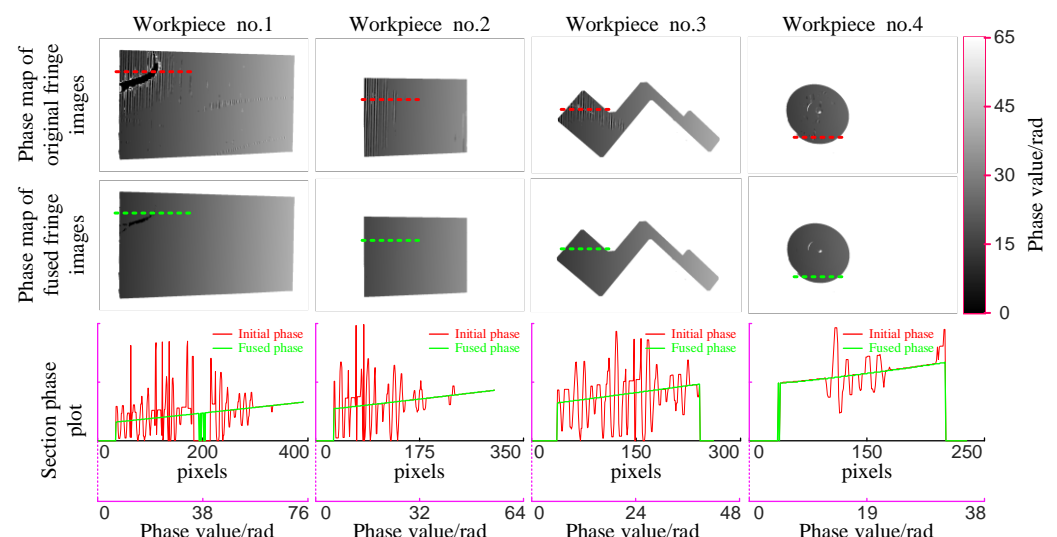 Workpiece no.1 Workpiece no.2 Workpiece no.3 Workpiece no.4
Phase map of
original fringe
images
65
45
30
15
0
Phase value/rad
Phase map of
fused fringe
images
Section phase
plot
Initial phase
Fused phase
Initial phase
Fused phase
Initial phase
Fused phase
Initial phase
Fused phase
0 200 400 0 175 350 0 150 300 0 150 250
pixels pixels pixels pixels
0 38 76 0 32 64 0 24 48 0 19 38
Phase value/rad Phase value/rad Phase value/rad Phase value/rad